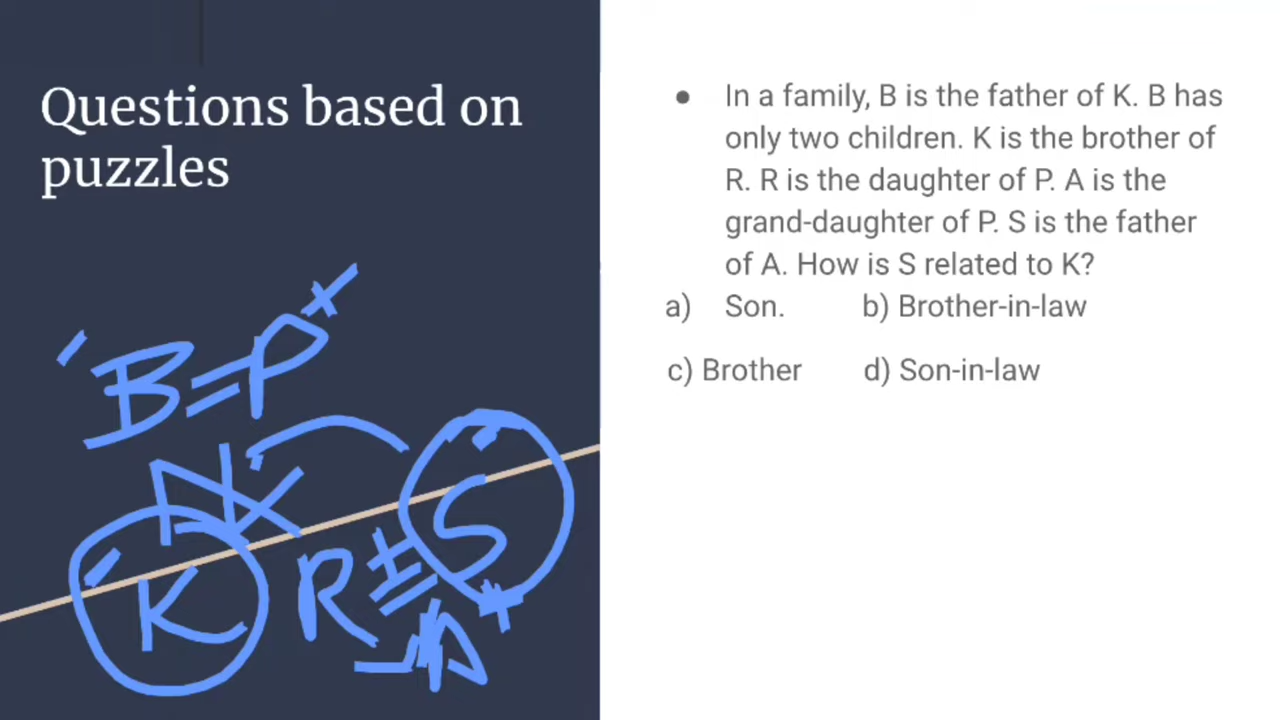 Questions based on
puzzles
● In a family, B is the father of K. B has
only two children. K is the brother of
R. R is the daughter of P. A is the
grand-daughter of P. S is the father
of A. How is S related to K?
a) Son. b) Brother-in-law
c) Brother d) Son-in-law
B=P+
K R=S
A